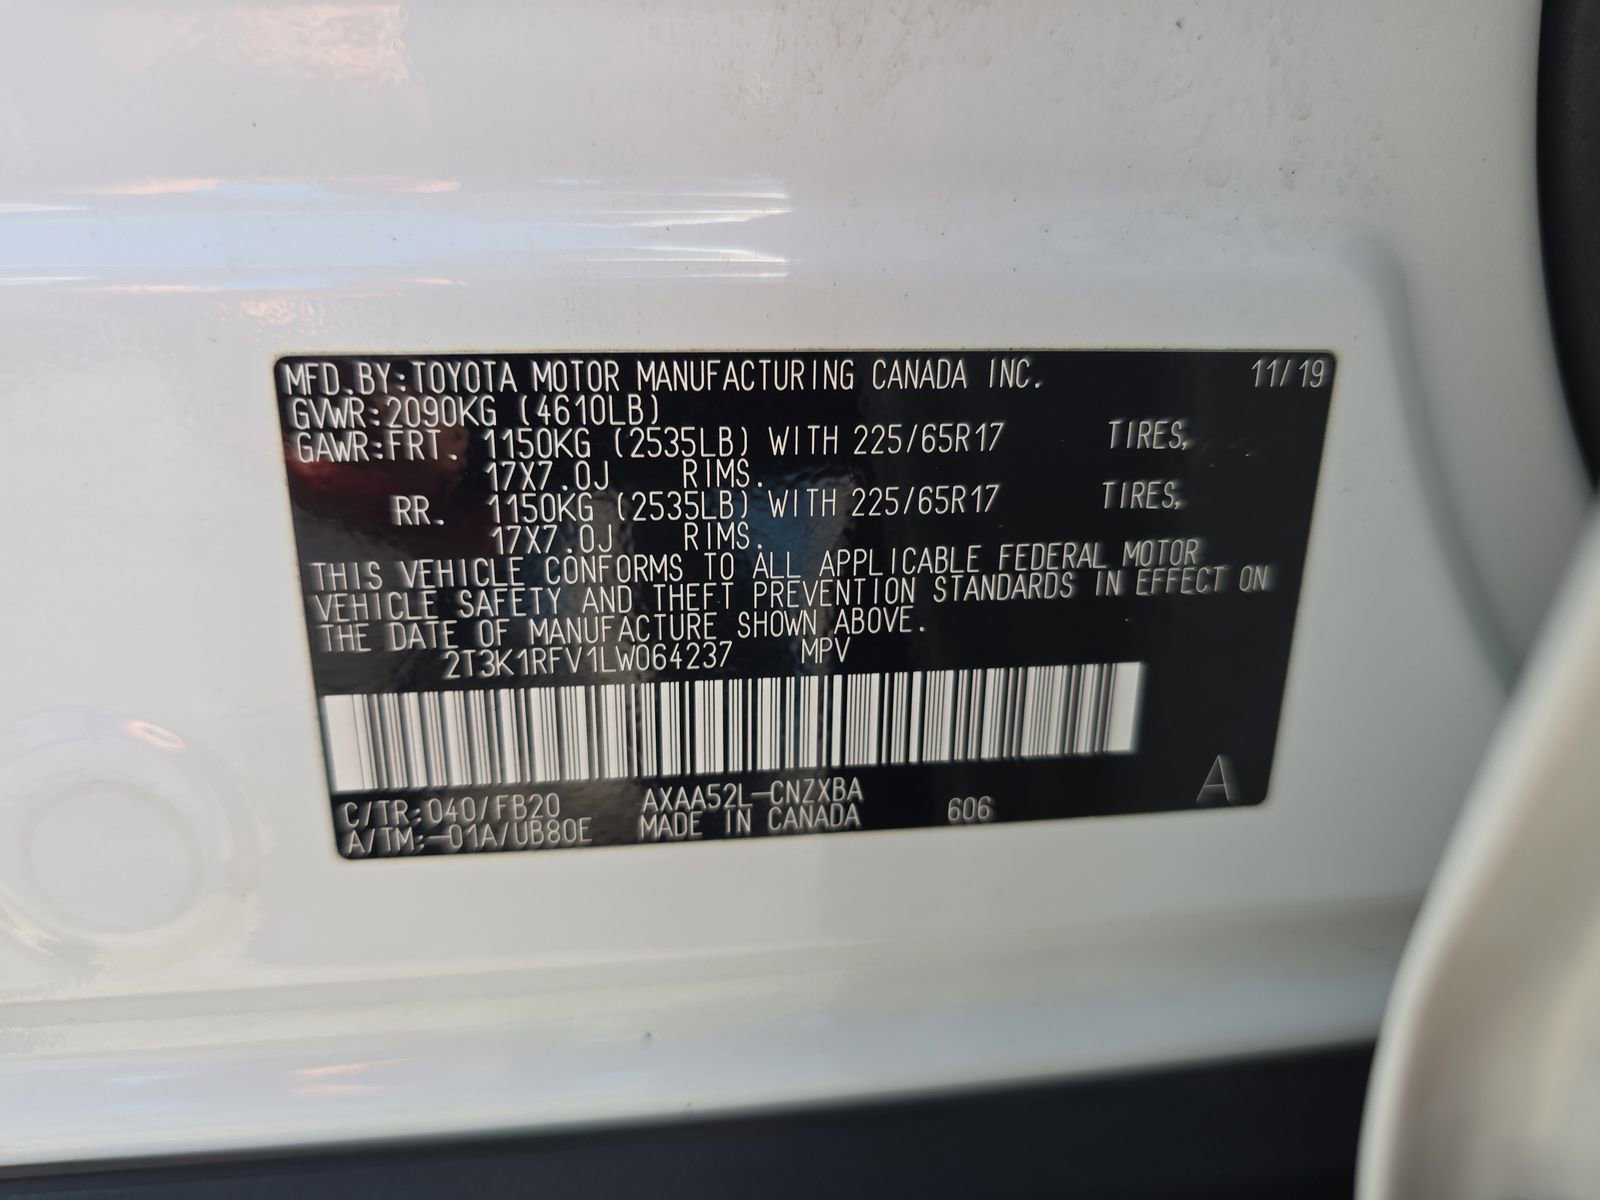 MFD.BY:TOYOTA MOTOR MANUFACTURING CANADA INC. 11/19
GVWR:2090KG (4610LB)
GAWR:FRT. 1150KG (2535LB) WITH 225/65R17 TIRES,
17X7.0J RIMS.
RR. 1150KG (2535LB) WITH 225/65R17 TIRES,
17X7.0J RIMS.
THIS VEHICLE CONFORMS TO ALL APPLICABLE FEDERAL MOTOR
VEHICLE SAFETY AND THEFT PREVENTION STANDARDS IN EFFECT ON
THE DATE OF MANUFACTURE SHOWN ABOVE.
2T3K1RFV1LW064237 MPV
C/TR:040/FB20 AXAA52L-CNZXBA 606 A
A/TM:-01A/UB80E MADE IN CANADA